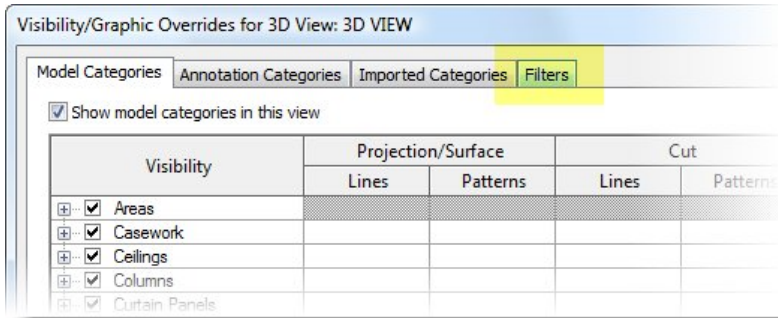 Visibility/Graphic Overrides for 3D View: 3D VIEW
Model Categories Annotation Categories Imported Categories Filters
Show model categories in this view
Visibility Projection/Surface Cut
Lines Patterns Lines Patterns
Areas
Casework
Ceilings
Columns
Curtain Panels